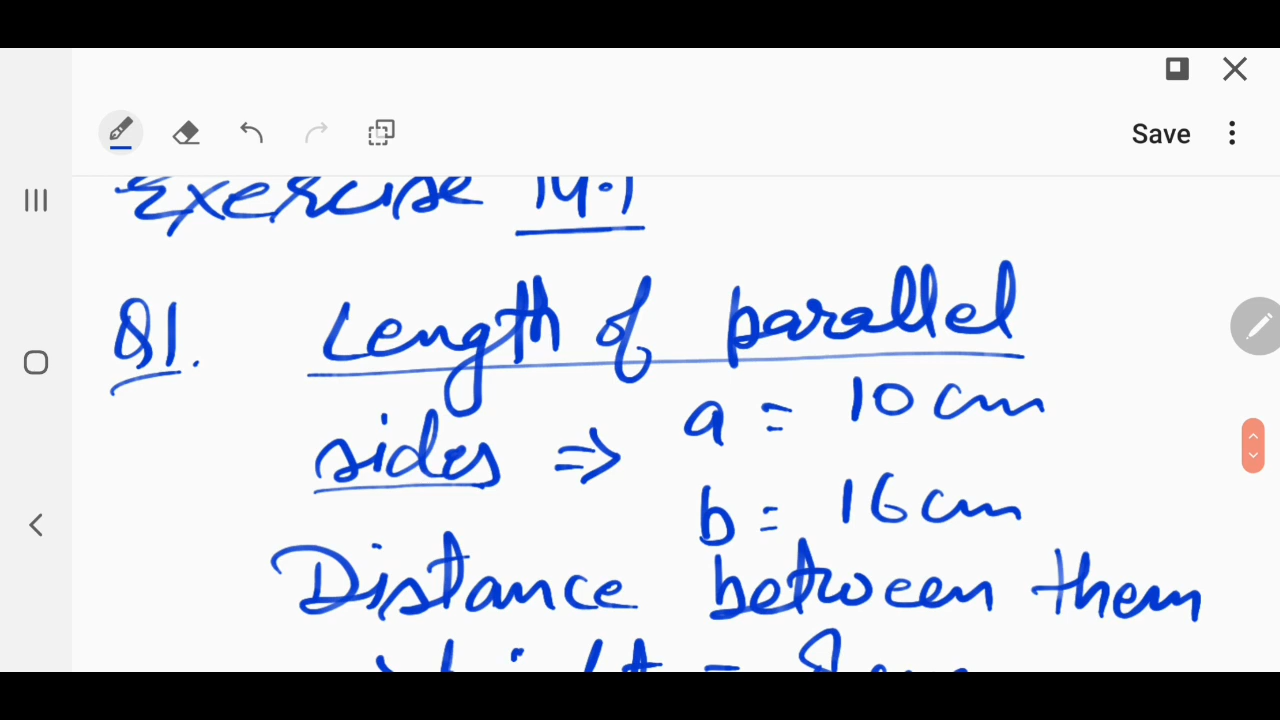 Save
Exercise 14.1
Q1. Length of parallel
sides ⇒ a = 10 cm
b = 16 cm
Distance between them